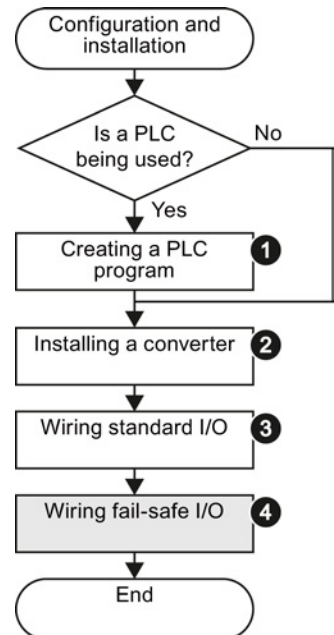 Configuration and
installation
Is a PLC
being used?
No
Yes
Creating a PLC
program
1
Installing a converter
2
Wiring standard I/O
3
Wiring fail-safe I/O
4
End